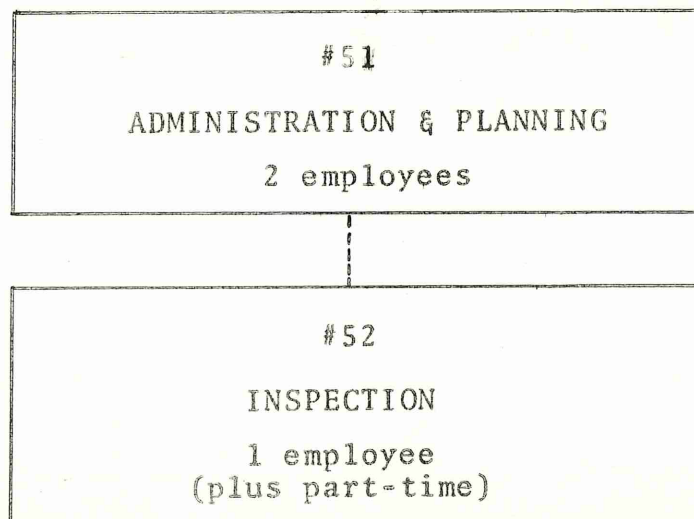 #51
ADMINISTRATION & PLANNING
2 employees
#52
INSPECTION
1 employee
(plus part-time)